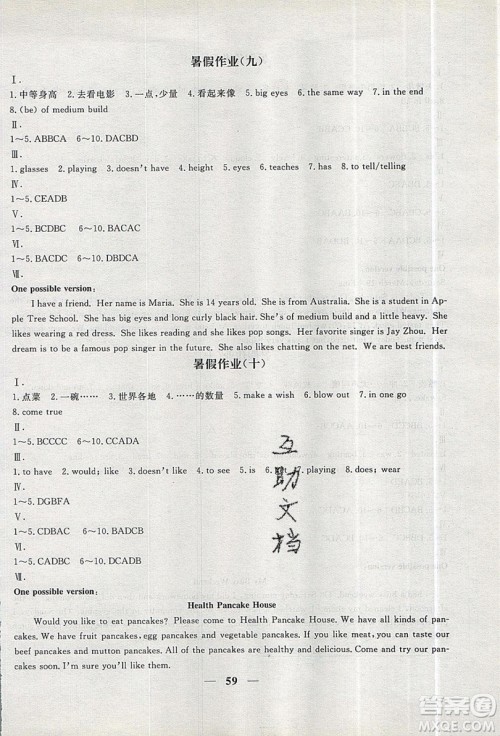 暑假作业(九)
Ⅰ.
1.中等身高 2.去看电影 3.一点,少量 4.看起来像 5. big eyes 6. the same way 7. in the end
8. (be) of medium build
Ⅱ.
1~5. ABBCA 6~10. DACBD
Ⅲ.
1. glasses 2. playing 3. doesn't have 4. height 5. eyes 6. teaches 7. has 8. to tell/telling
Ⅳ.
1~5. CEADB
Ⅴ.
1~5. BCDBC 6~10. BACAC
Ⅵ.
1~5. BACDC 6~10. DBBCA
Ⅶ.
One possible version:
I have a friend. Her name is Maria. She is 14 years old. She is from Australia. She is a student in Ap-
ple Tree School. She has big eyes and long curly black hair. She's of medium build and a little heavy. She
likes wearing a red dress. She likes reading and singing. Her favorite singer is Jay Zhou. Her
dream is to be a famous pop singer in the future. She also likes chatting on the net. We are best friends.
暑假作业(十)
Ⅰ.
1.点菜 2.一碗…… 3.世界各地 4.……的数量 5. make a wish 6. blow out 7. in one go
8. come true
Ⅱ.
1~5. BCCCC 6~10. CCADA
Ⅲ.
1. to have 2. would; like 3. doesn't like 4. to see 5. is 6. playing 8. does; wear
Ⅳ.
1~5. DGBFA
Ⅴ.
1~5. CDBAC 6~10. CADBA
Ⅵ.
1~5. CADBC 6~10. DCADB
Ⅶ.
One possible version:
Health Pancake House
Would you like to eat pancakes? Please come to Health Pancake House. We have all kinds of pan-
cakes. We have fruit pancakes, egg pancakes and vegetable pancakes. If you like meat, you can taste our
beef pancakes and mutton pancakes. All of the pancakes are delicious and healthy. Come and try our pan-
cakes. I'm sure you'll like them!
59
互助文档
作业帮
MXQE.COM